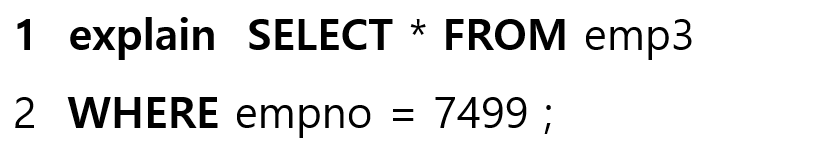 1 explain SELECT * FROM emp3
2 WHERE empno = 7499 ;